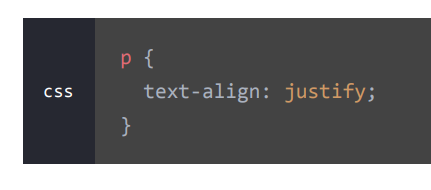 css
p {
  text-align: justify;
}